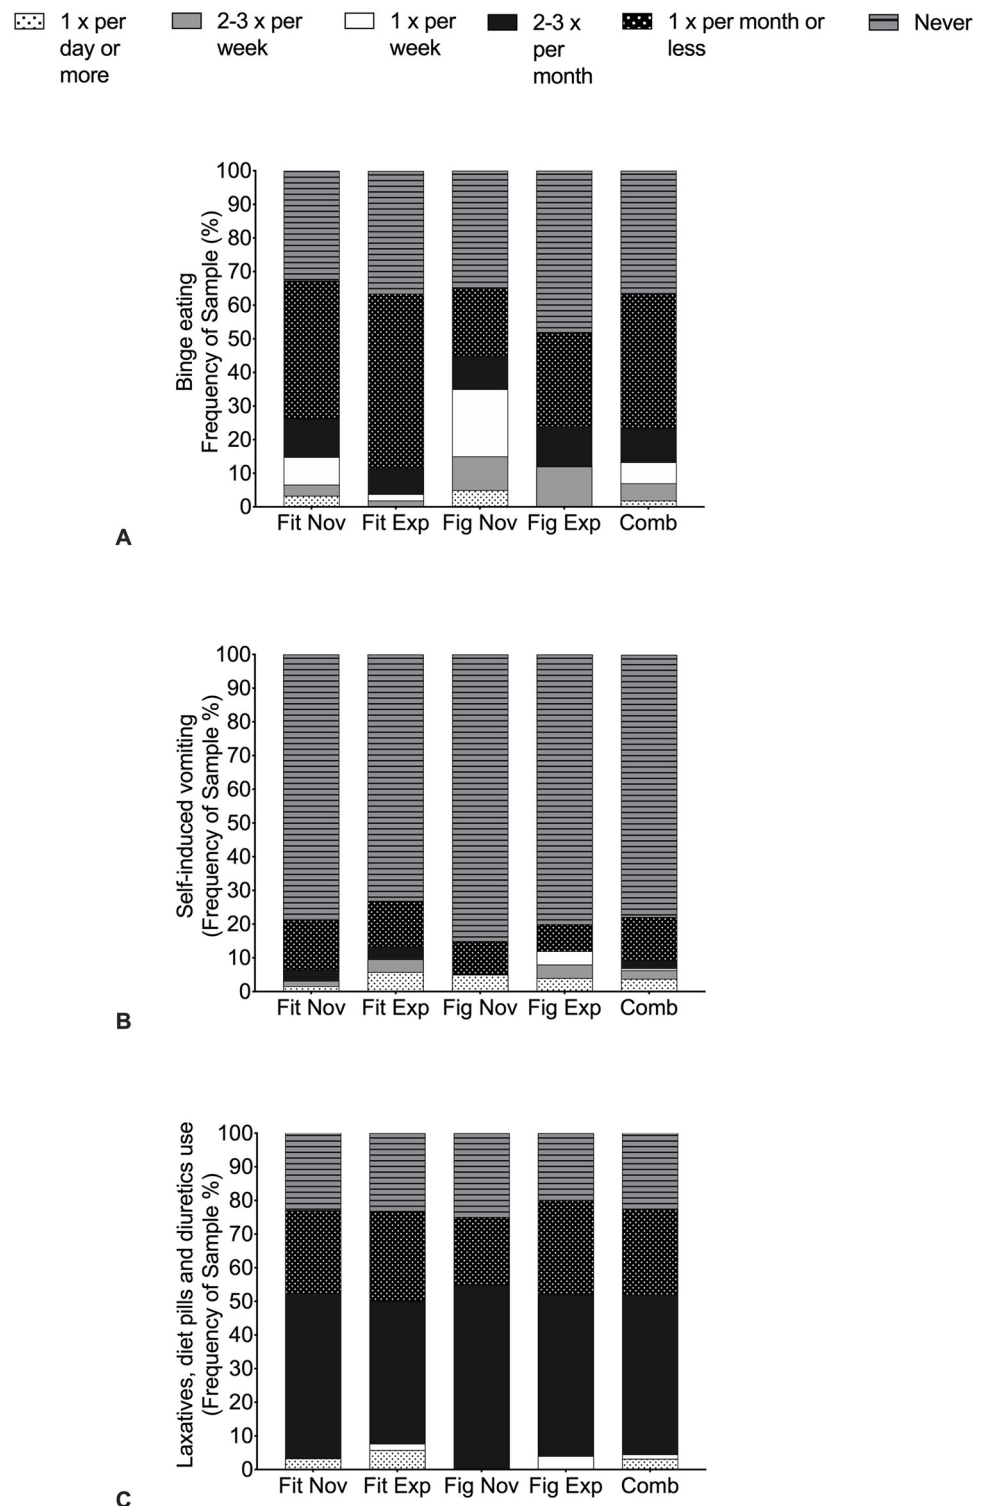 1 x per day or more
2-3 x per week
1 x per week
2-3 x per month
1 x per month or less
Never
Binge eating
Frequency of Sample (%)
100
90
80
70
60
50
40
30
20
10
0
Fit Nov Fit Exp Fig Nov Fig Exp Comb
A
Self-induced vomiting
(Frequency of Sample %)
100
90
80
70
60
50
40
30
20
10
0
Fit Nov Fit Exp Fig Nov Fig Exp Comb
B
Laxatives, diet pills and diuretics use
(Frequency of Sample %)
100
90
80
70
60
50
40
30
20
10
0
Fit Nov Fit Exp Fig Nov Fig Exp Comb
C